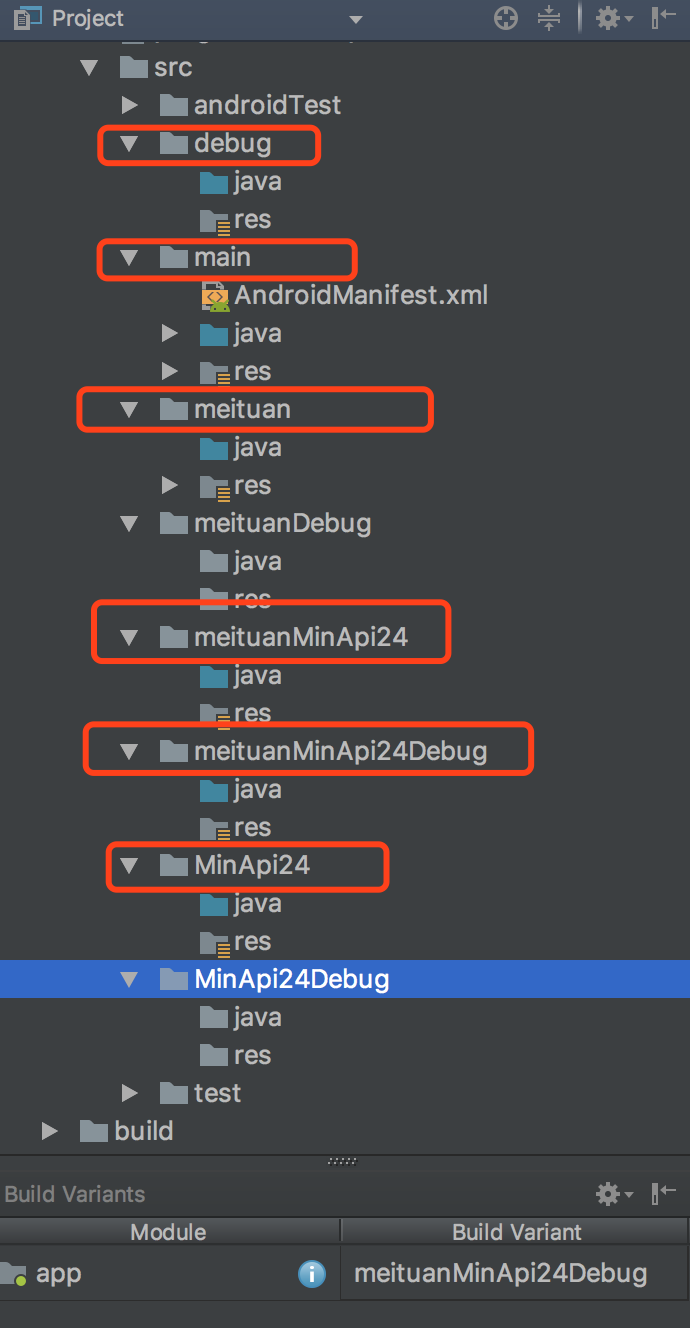 Project
src
androidTest
debug
java
res
main
AndroidManifest.xml
java
res
meituan
java
res
meituanDebug
java
res
meituanMinApi24
java
res
meituanMinApi24Debug
java
res
MinApi24
java
res
MinApi24Debug
java
res
test
build
Build Variants
Module Build Variant
app meituanMinApi24Debug